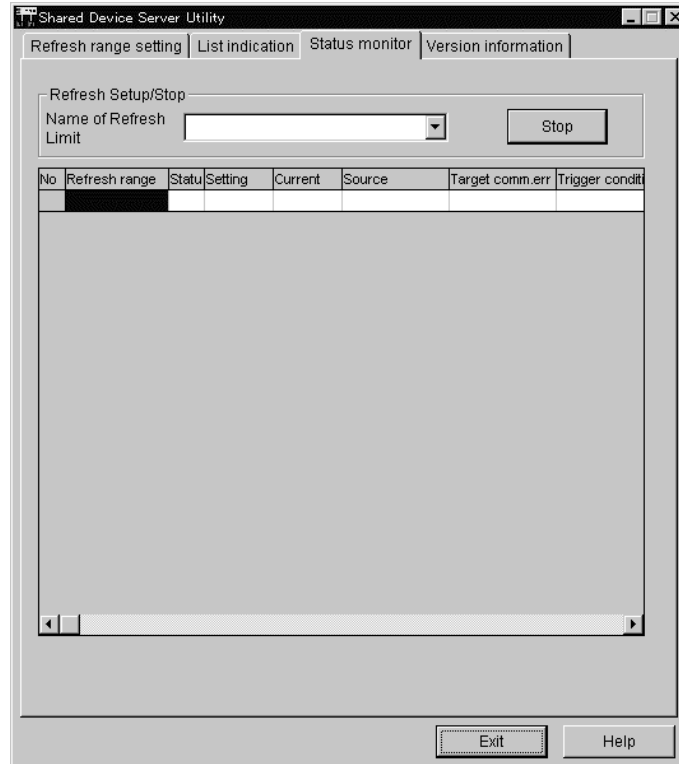 Shared Device Server Utility
Refresh range setting List indication Status monitor Version information
Refresh Setup/Stop
Name of Refresh
Limit
Stop
No Refresh range Statu Setting Current Source Target comm.err Trigger conditi
Exit Help